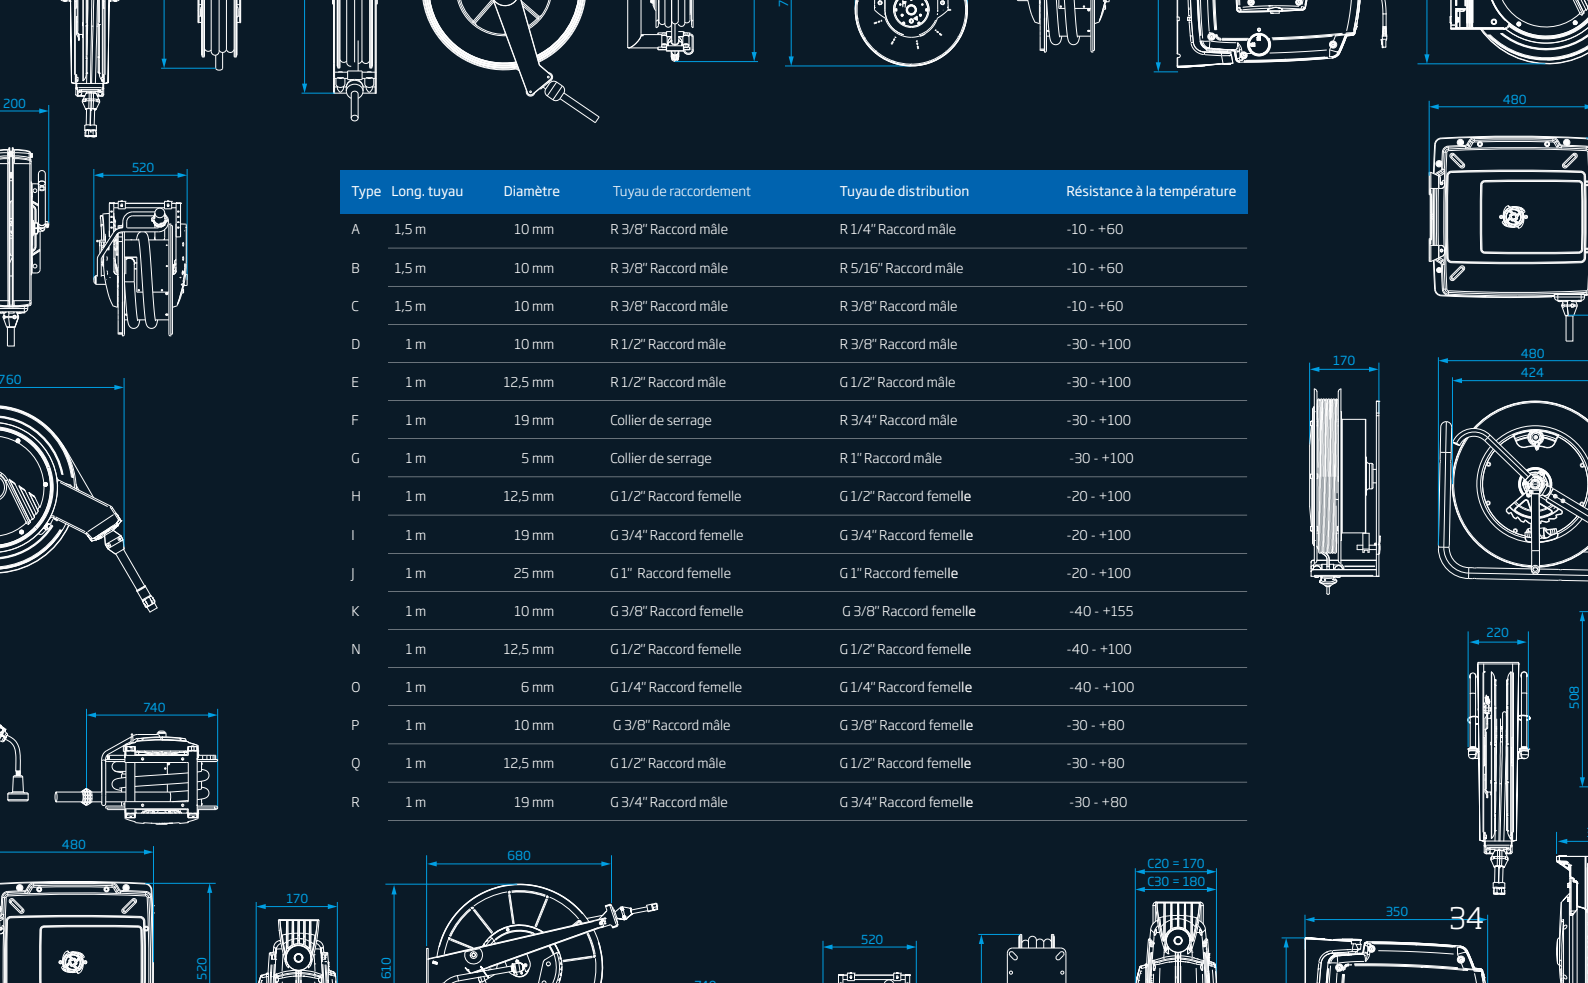 200
480
520
Type Long. tuyau Diamètre Tuyau de raccordement Tuyau de distribution Résistance à la température
A 1,5 m 10 mm R 3/8" Raccord mâle R 1/4" Raccord mâle -10 - +60
B 1,5 m 10 mm R 3/8" Raccord mâle R 5/16" Raccord mâle -10 - +60
C 1,5 m 10 mm R 3/8" Raccord mâle R 3/8" Raccord mâle -10 - +60
D 1 m 10 mm R 1/2" Raccord mâle R 3/8" Raccord mâle -30 - +100
E 1 m 12,5 mm R 1/2" Raccord mâle G 1/2" Raccord mâle -30 - +100
F 1 m 19 mm Collier de serrage R 3/4" Raccord mâle -30 - +100
G 1 m 5 mm Collier de serrage R 1" Raccord mâle -30 - +100
H 1 m 12,5 mm G 1/2" Raccord femelle G 1/2" Raccord femelle -20 - +100
I 1 m 19 mm G 3/4" Raccord femelle G 3/4" Raccord femelle -20 - +100
J 1 m 25 mm G 1" Raccord femelle G 1" Raccord femelle -20 - +100
K 1 m 10 mm G 3/8" Raccord femelle G 3/8" Raccord femelle -40 - +155
N 1 m 12,5 mm G 1/2" Raccord femelle G 1/2" Raccord femelle -40 - +100
O 1 m 6 mm G 1/4" Raccord femelle G 1/4" Raccord femelle -40 - +100
P 1 m 10 mm G 3/8" Raccord mâle G 3/8" Raccord femelle -30 - +80
Q 1 m 12,5 mm G 1/2" Raccord mâle G 1/2" Raccord femelle -30 - +80
R 1 m 19 mm G 3/4" Raccord mâle G 3/4" Raccord femelle -30 - +80
760
170
480
424
220
508
740
480
680
C20 = 170
C30 = 180
170
350
34
520
520
610